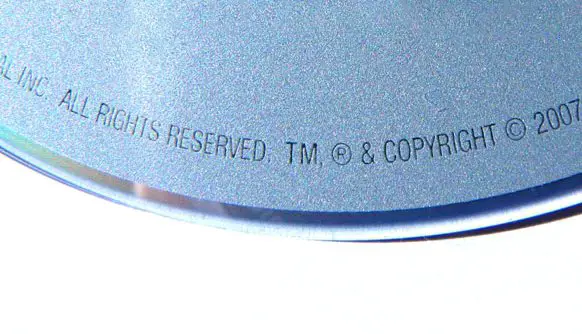 INC. ALL RIGHTS RESERVED. TM, ® & COPYRIGHT © 2007